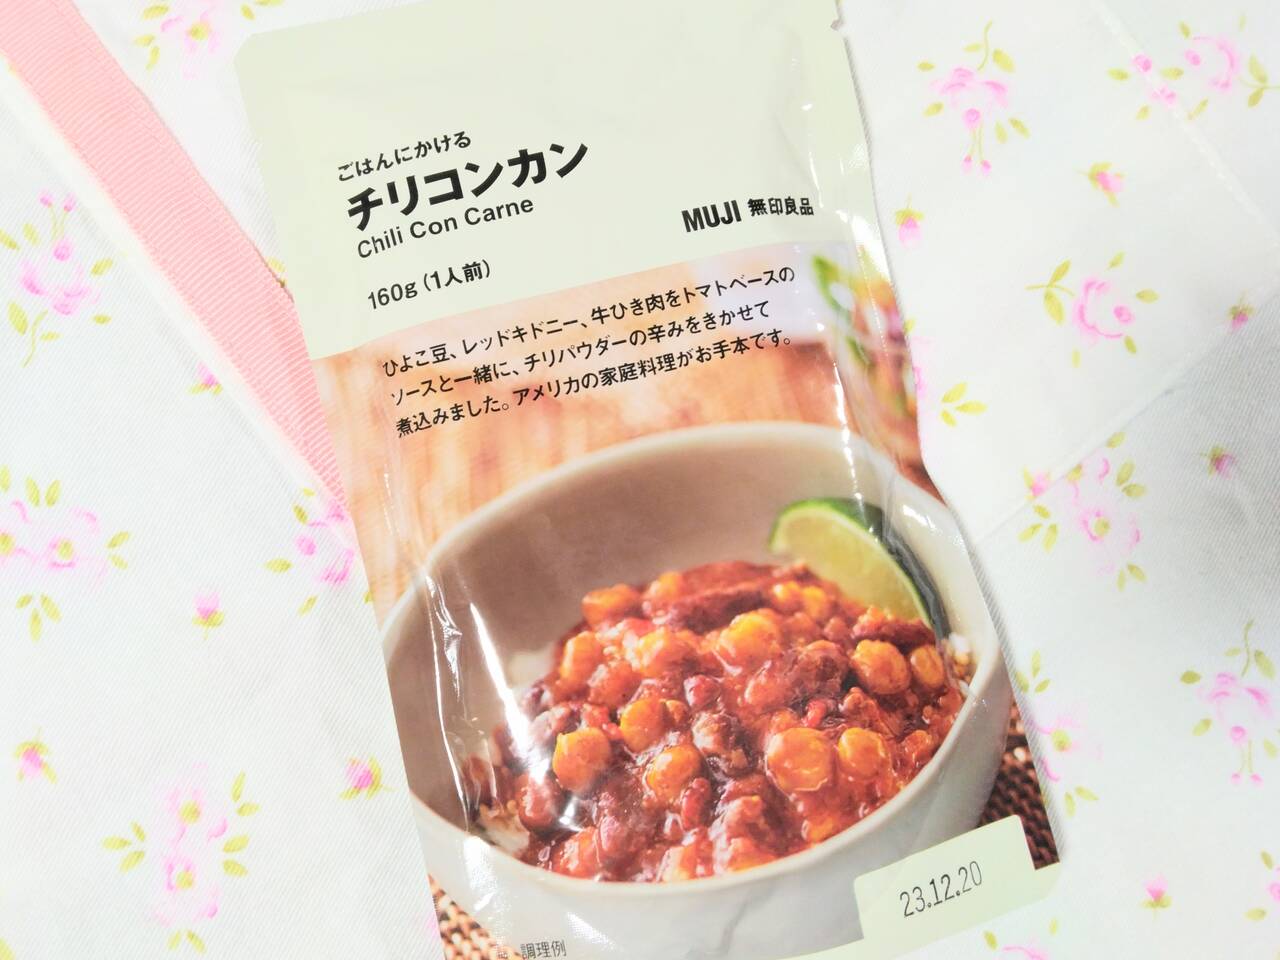 ごはんにかける
チリコンカン
Chili Con Carne
160g(1人前)
MUJI 無印良品
ひよこ豆、レッドキドニー、牛ひき肉をトマトベースの
ソースと一緒に、チリパウダーの辛みをきかせて
煮込みました。アメリカの家庭料理がお手本です。
23.12.20
調理例